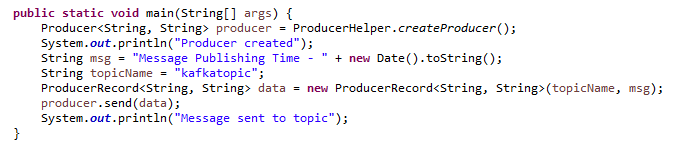 public static void main(String[] args) {
    Producer<String, String> producer = ProducerHelper.createProducer();
    System.out.println("Producer created");
    String msg = "Message Publishing Time - " + new Date().toString();
    String topicName = "kafkatopic";
    ProducerRecord<String, String> data = new ProducerRecord<String, String>(topicName, msg);
    producer.send(data);
    System.out.println("Message sent to topic");
}